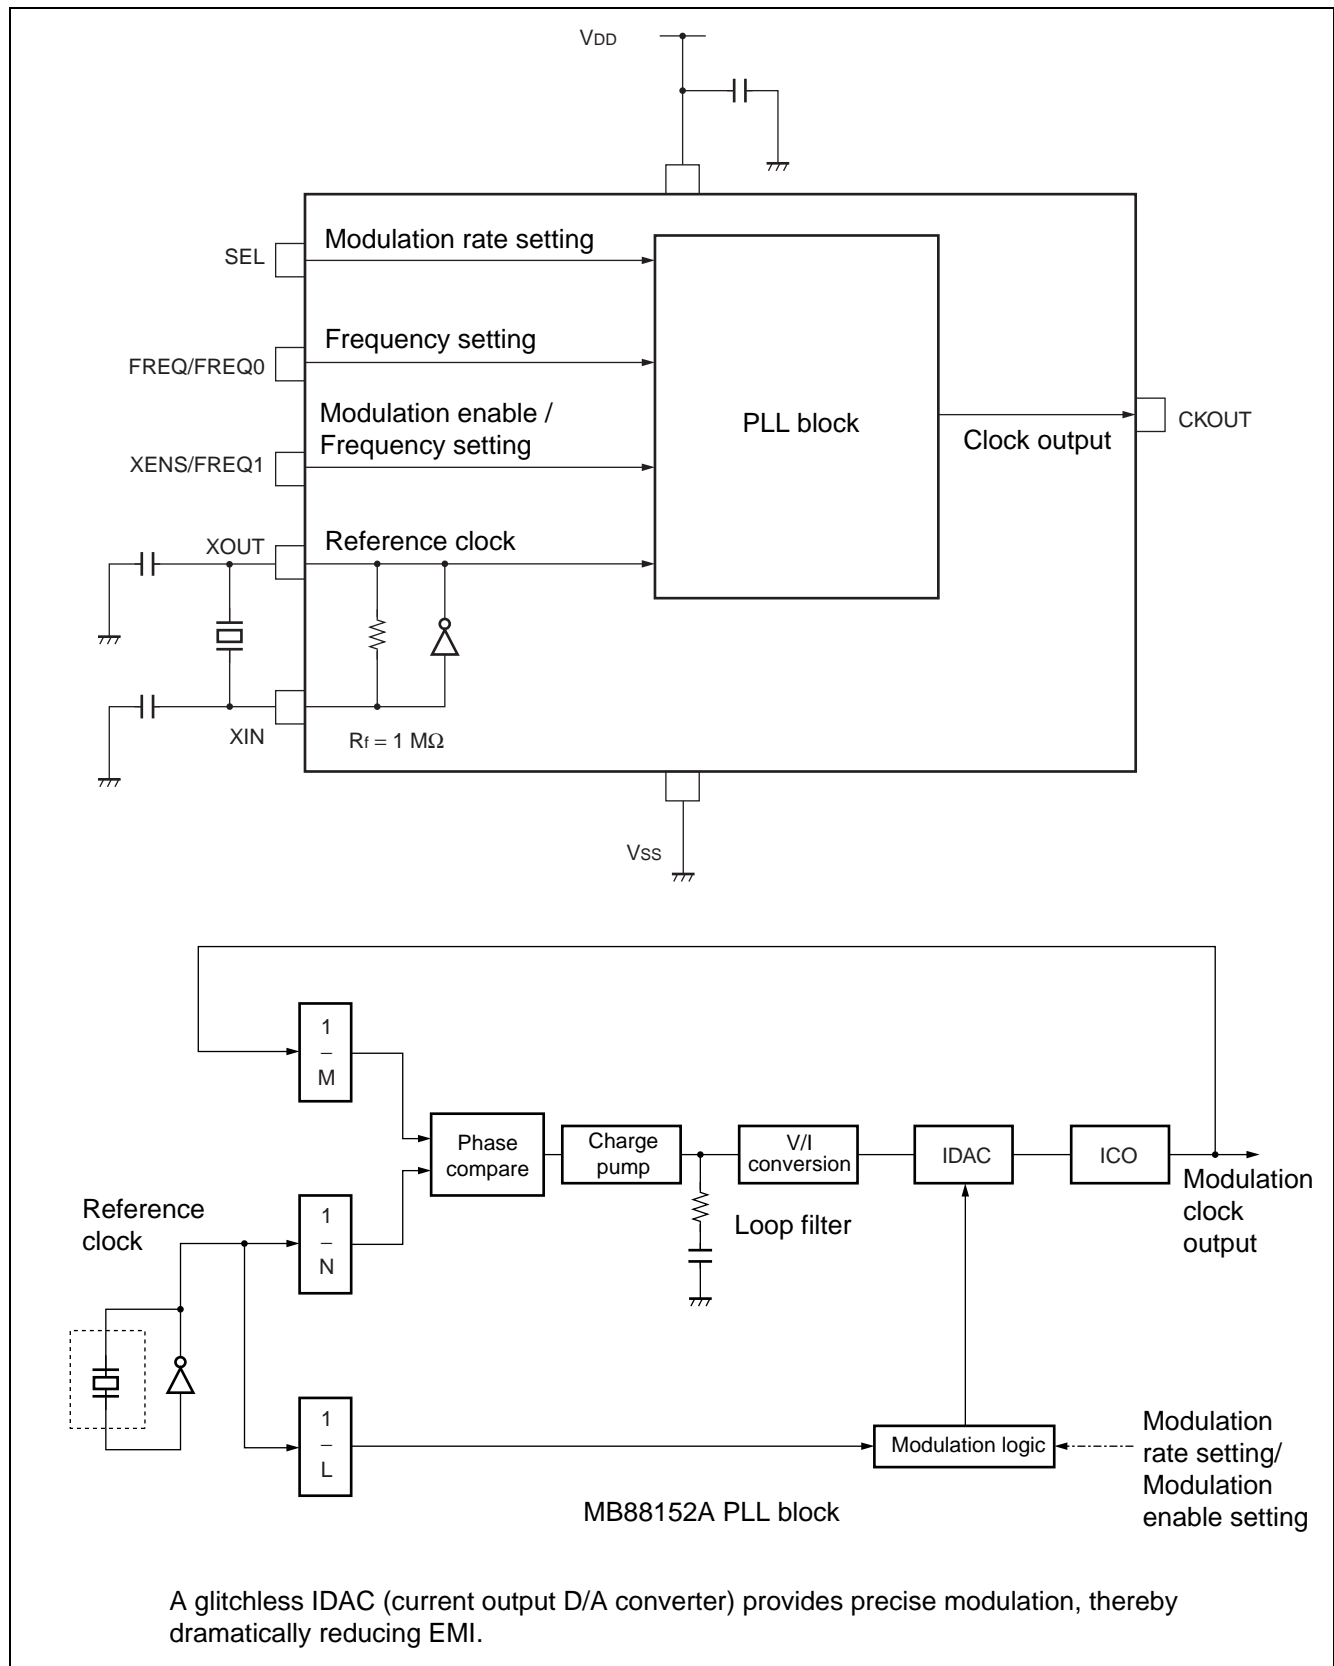 VDD
SEL
Modulation rate setting
FREQ/FREQ0
Frequency setting
Modulation enable /
Frequency setting
XENS/FREQ1
PLL block
Clock output
CKOUT
XOUT
Reference clock
XIN
Rf = 1 MΩ
VSS
1
M
Phase
compare
Charge
pump
V/I
conversion
IDAC
ICO
Modulation
clock
output
Loop filter
Reference
clock
1
N
1
L
Modulation logic
Modulation
rate setting/
Modulation
enable setting
MB88152A PLL block
A glitchless IDAC (current output D/A converter) provides precise modulation, thereby
dramatically reducing EMI.